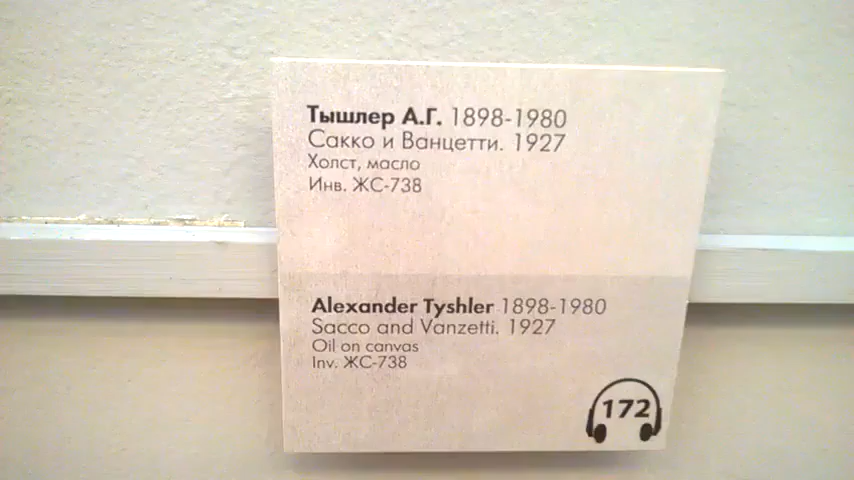 Тышлер А.Г. 1898-1980
Сакко и Ванцетти. 1927
Холст, масло
Инв. ЖС-738
Alexander Tyshler 1898-1980
Sacco and Vanzetti. 1927
Oil on canvas
Inv. ЖС-738
172